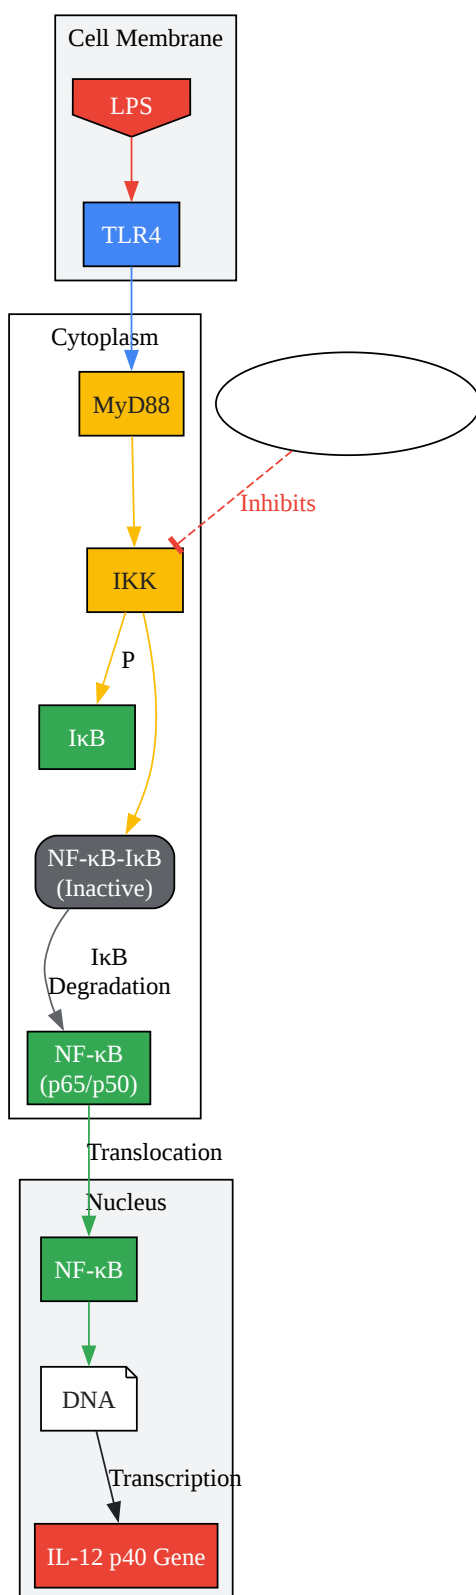 Cell Membrane
LPS
TLR4
Cytoplasm
MyD88
Inhibits
IKK
P
IκB
NF-κB-IκB
(Inactive)
IκB
Degradation
NF-κB
(p65/p50)
Translocation
Nucleus
NF-κB
DNA
Transcription
IL-12 p40 Gene